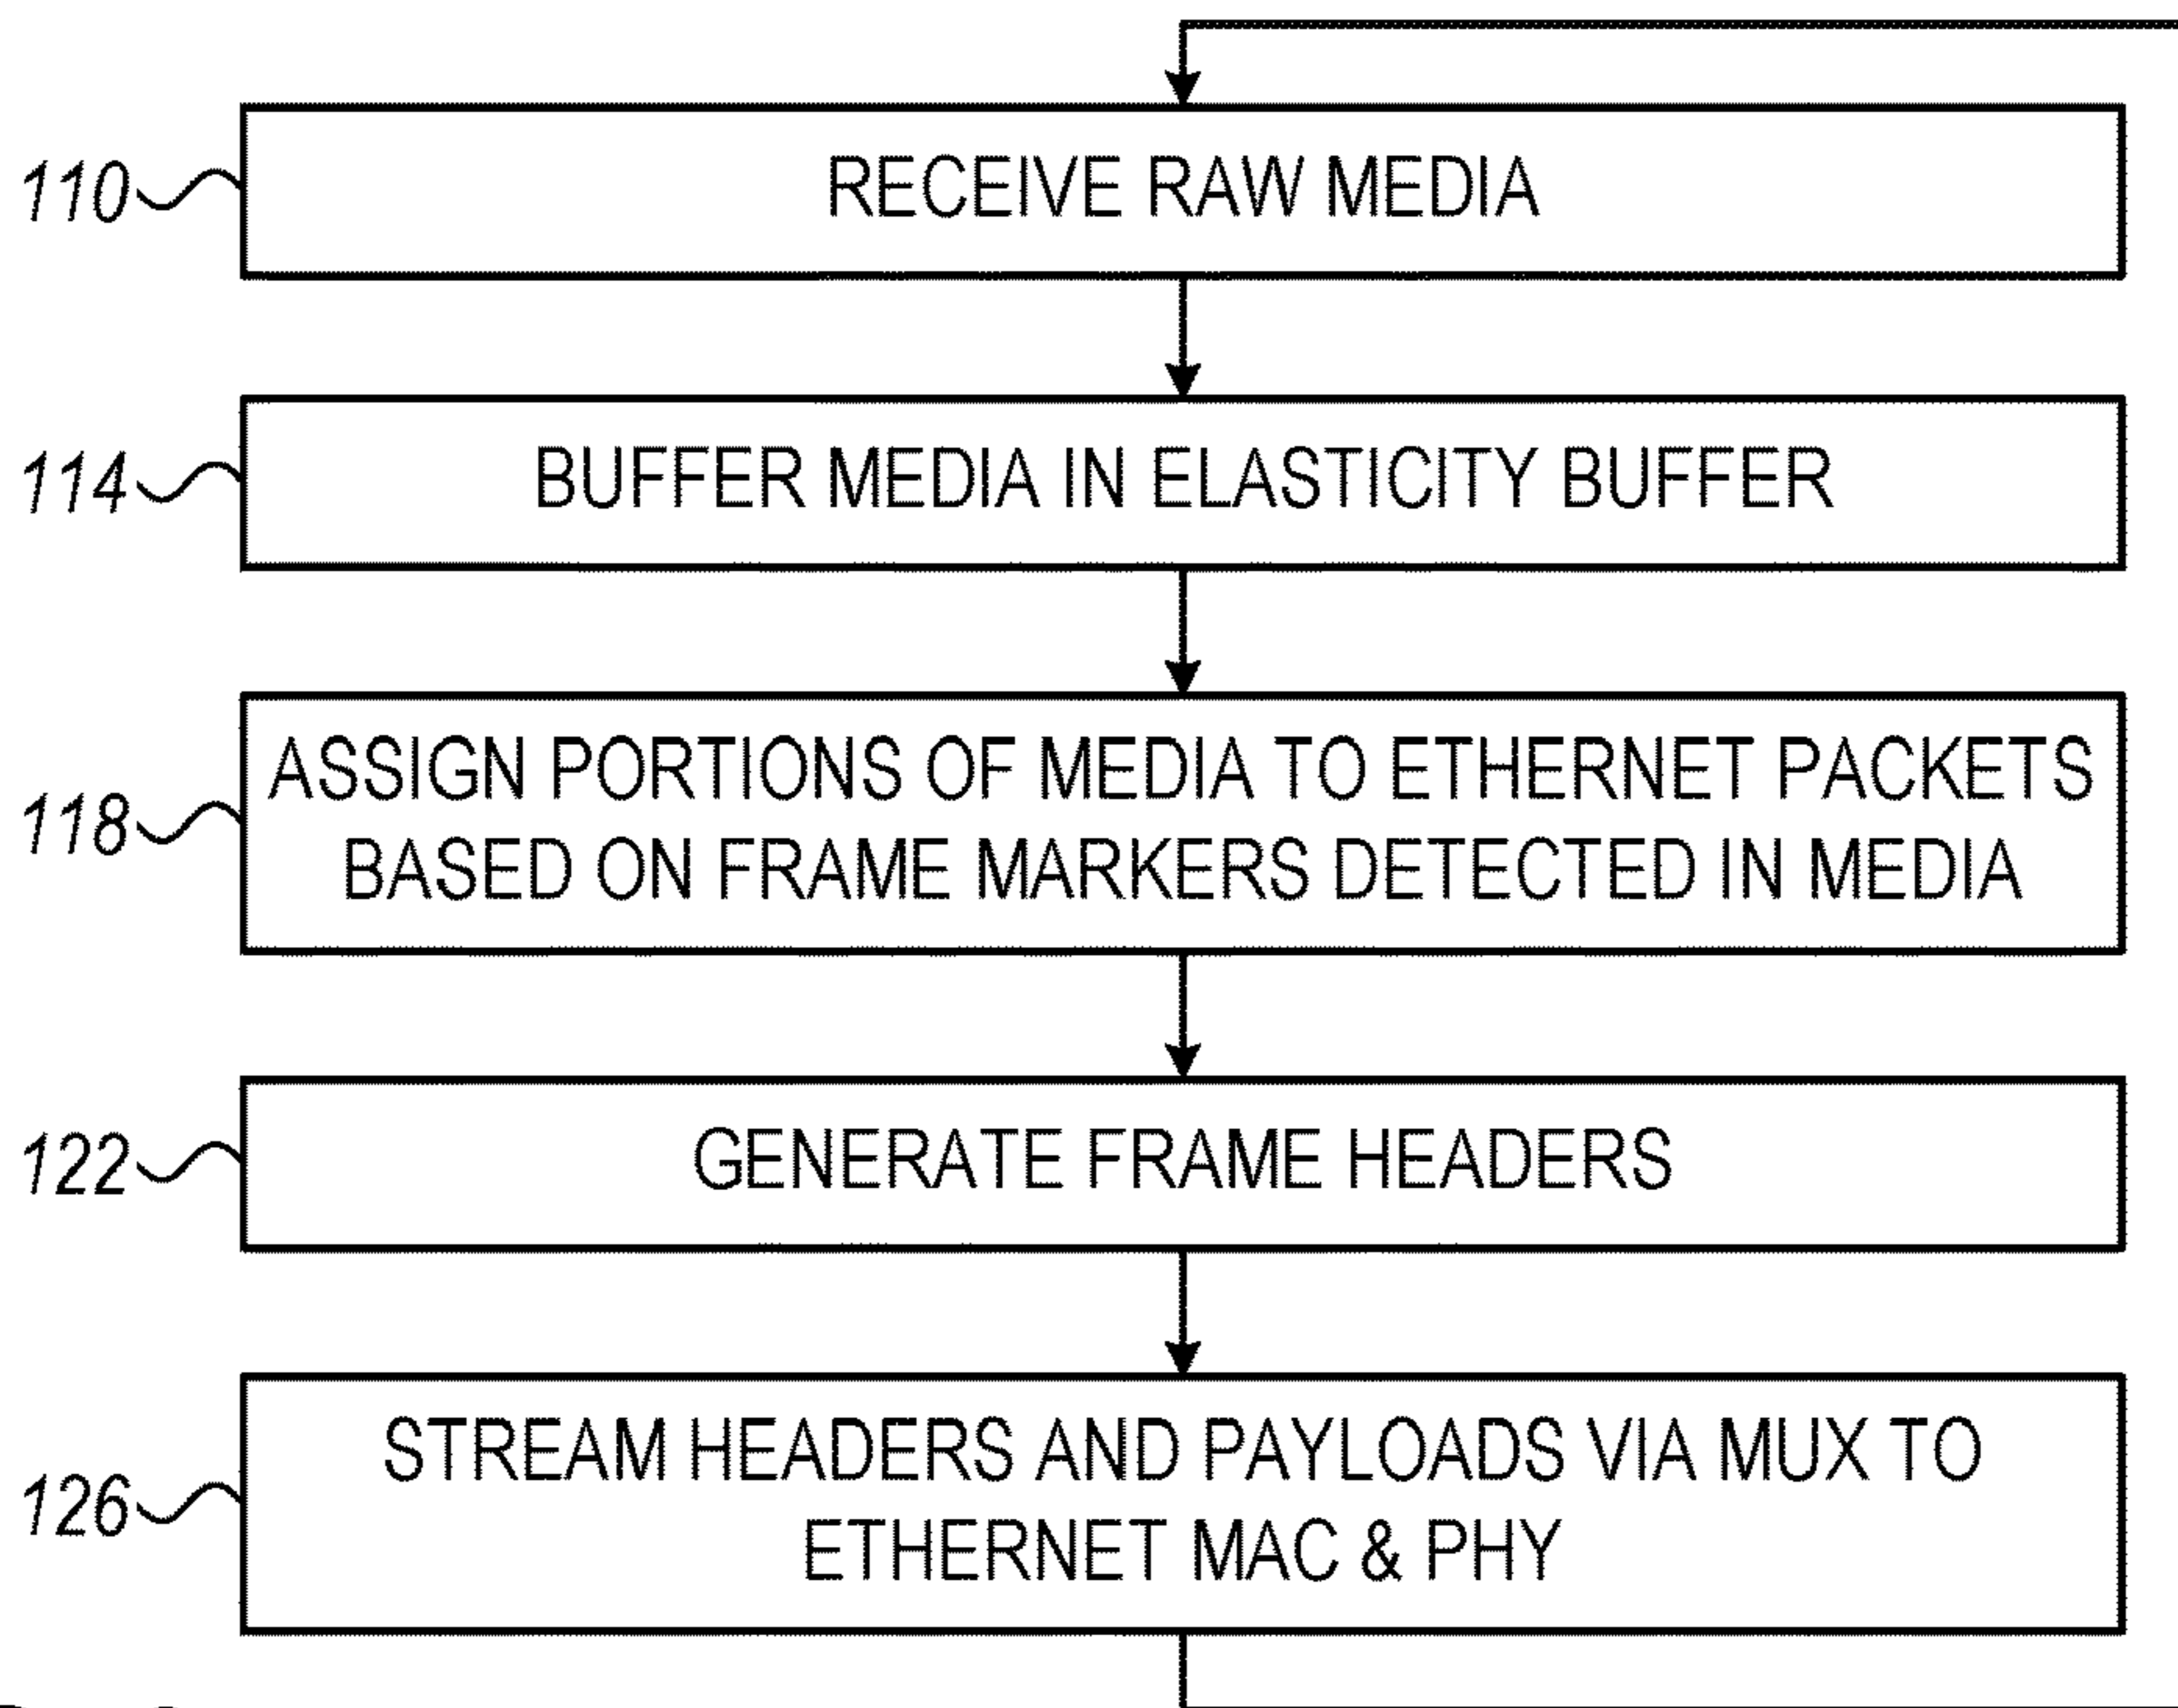 110
RECEIVE RAW MEDIA
114
BUFFER MEDIA IN ELASTICITY BUFFER
118
ASSIGN PORTIONS OF MEDIA TO ETHERNET PACKETS
BASED ON FRAME MARKERS DETECTED IN MEDIA
122
GENERATE FRAME HEADERS
126
STREAM HEADERS AND PAYLOADS VIA MUX TO
ETHERNET MAC & PHY